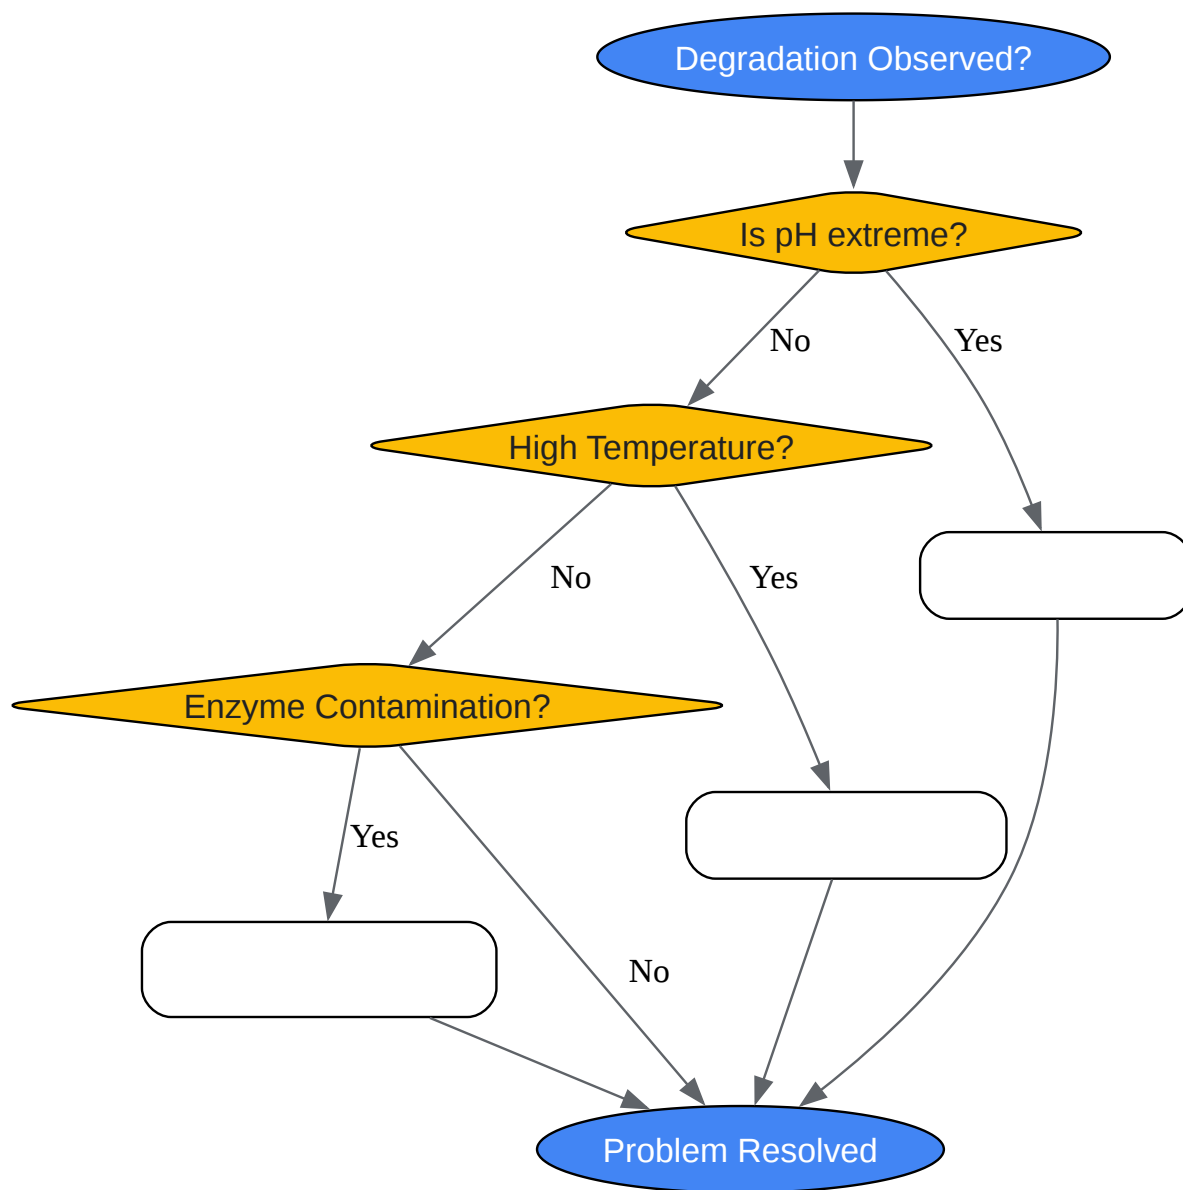 Degradation Observed?
Is pH extreme?
No
Yes
High Temperature?
No
Yes
Enzyme Contamination?
Yes
No
Problem Resolved